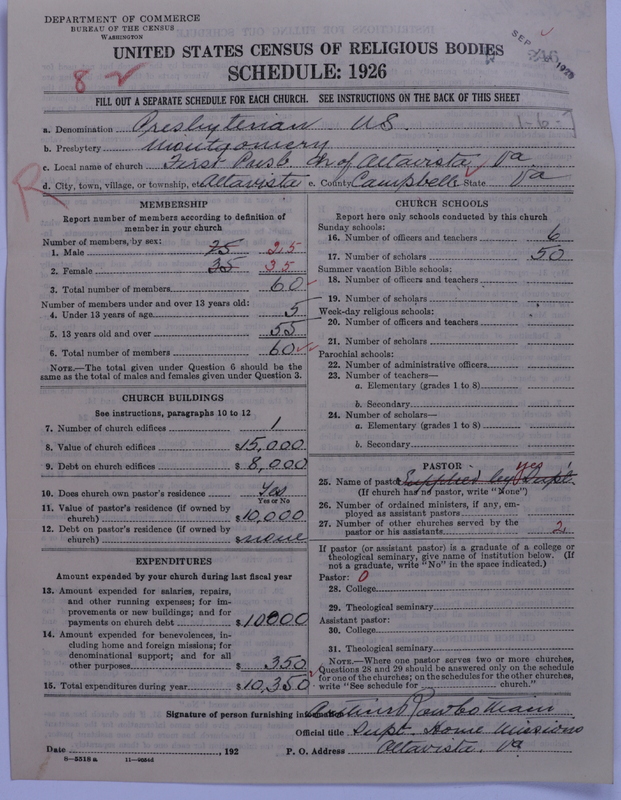 DEPARTMENT OF COMMERCE
BUREAU OF THE CENSUS
WASHINGTON
UNITED STATES CENSUS OF RELIGIOUS BODIES
SCHEDULE: 1926
SEP 1926
8
FILL OUT A SEPARATE SCHEDULE FOR EACH CHURCH. SEE INSTRUCTIONS ON THE BACK OF THIS SHEET
a. Denomination Presbyterian U.S. 1-6-
b. Presbytery Montgomery
c. Local name of church First Presb. Ch of Altavista, Va
R
d. City, town, village, or township, etc. Altavista e. County Campbell State Va
MEMBERSHIP
Report number of members according to definition of member in your church
Number of members, by sex:
1. Male 25 25
2. Female 35 35
3. Total number of members 60
Number of members under and over 13 years old:
4. Under 13 years of age 5
5. 13 years old and over 55
6. Total number of members 60
NOTE.—The total given under Question 6 should be the same as the total of males and females given under Question 3.
CHURCH BUILDINGS
See instructions, paragraphs 10 to 12
7. Number of church edifices 1
8. Value of church edifices $15,000
9. Debt on church edifices $8,000
10. Does church own pastor's residence Yes
Yes or No
11. Value of pastor's residence (if owned by
church) $10,000
12. Debt on pastor's residence (if owned by
church) $none
EXPENDITURES
Amount expended by your church during last fiscal year
13. Amount expended for salaries, repairs,
and other running expenses; for im-
provements or new buildings; and for
payments on church debt $10000
14. Amount expended for benevolences, in-
cluding home and foreign missions; for
denominational support; and for all
other purposes $350
15. Total expenditures during year $10,350
CHURCH SCHOOLS
Report here only schools conducted by this church
Sunday schools:
16. Number of officers and teachers 6
17. Number of scholars 50
Summer vacation Bible schools:
18. Number of officers and teachers
19. Number of scholars
Week-day religious schools:
20. Number of officers and teachers
21. Number of scholars
Parochial schools:
22. Number of administrative officers
23. Number of teachers—
a. Elementary (grades 1 to 8)
b. Secondary
24. Number of scholars—
a. Elementary (grades 1 to 8)
b. Secondary
PASTOR
yes
25. Name of pastor Supplied by Supt.
(If church has no pastor, write "None")
26. Number of ordained ministers, if any, em-
ployed as assistant pastors
27. Number of other churches served by the
pastor or his assistants 2
If pastor (or assistant pastor) is a graduate of a college or
theological seminary, give name of institution below. (If
not a graduate, write "No" in the space indicated.)
Pastor: 0
28. College
29. Theological seminary
Assistant pastor:
30. College
31. Theological seminary
NOTE.—Where one pastor serves two or more churches,
Questions 28 and 29 should be answered only on the schedule
for one of the churches; on the schedules for the other churches,
write "See schedule for church."
Signature of person furnishing information
Official title Supt. Home Missions
Date , 192 P. O. Address Altavista, Va
8—5518 a